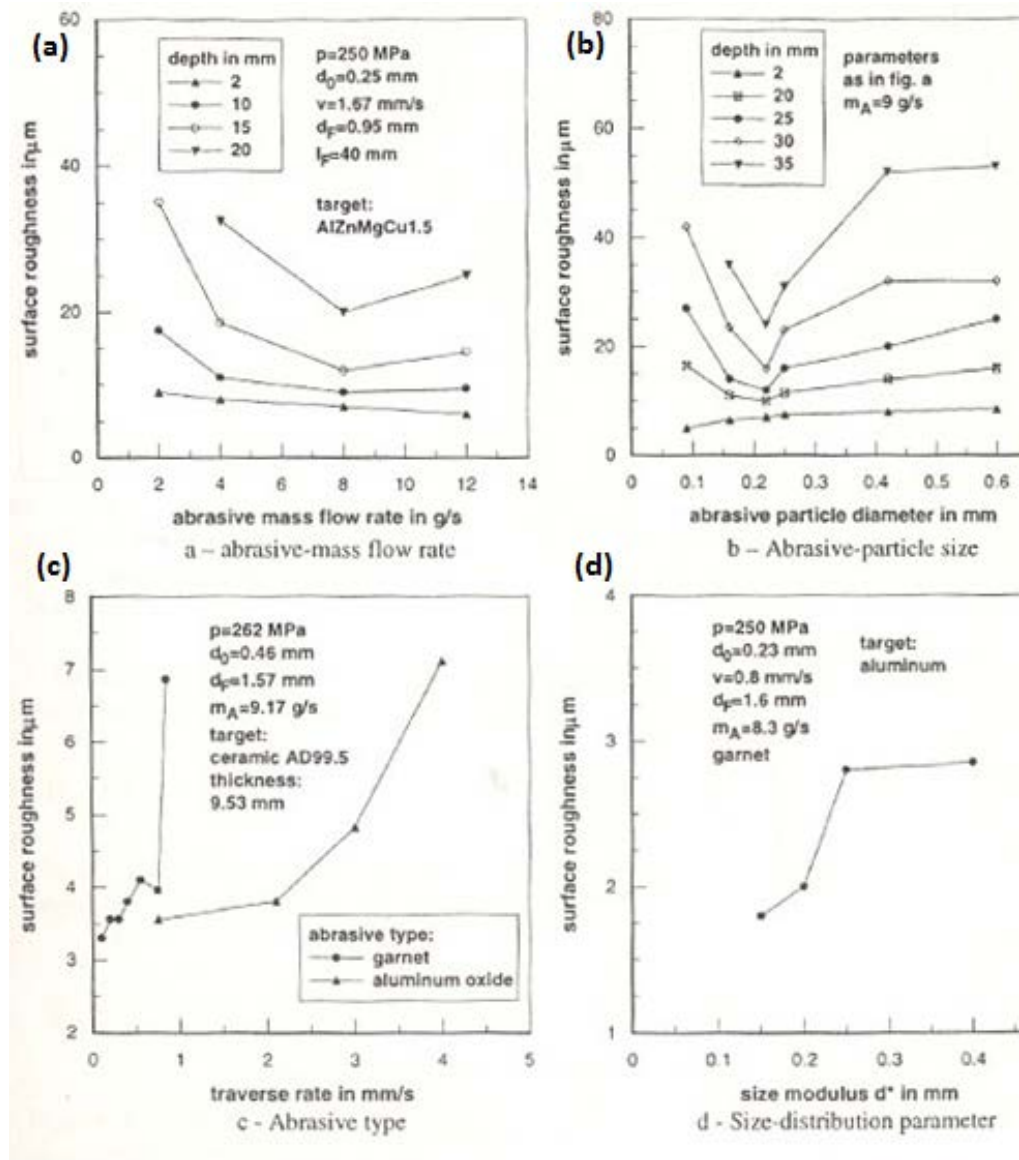 (a)
60
40
20
0
surface roughness in µm
depth in mm
2
10
15
20
p=250 MPa
d0=0.25 mm
v=1.67 mm/s
dF=0.95 mm
lF=40 mm
target:
AlZnMgCu1.5
0 2 4 6 8 10 12 14
abrasive mass flow rate in g/s
a – abrasive-mass flow rate
(b)
80
60
40
20
0
surface roughness in µm
depth in mm
2
20
25
30
35
parameters
as in fig. a
mA=9 g/s
0 0.1 0.2 0.3 0.4 0.5 0.6
abrasive particle diameter in mm
b – Abrasive-particle size
(c)
8
7
6
5
4
3
2
surface roughness in µm
p=262 MPa
d0=0.46 mm
dF=1.57 mm
mA=9.17 g/s
target:
ceramic AD99.5
thickness:
9.53 mm
abrasive type:
garnet
aluminum oxide
0 1 2 3 4 5
traverse rate in mm/s
c - Abrasive type
(d)
4
3
2
1
surface roughness in µm
p=250 MPa
d0=0.23 mm
v=0.8 mm/s
dF=1.6 mm
mA=8.3 g/s
garnet
target:
aluminum
0 0.1 0.2 0.3 0.4
size modulus d* in mm
d - Size-distribution parameter